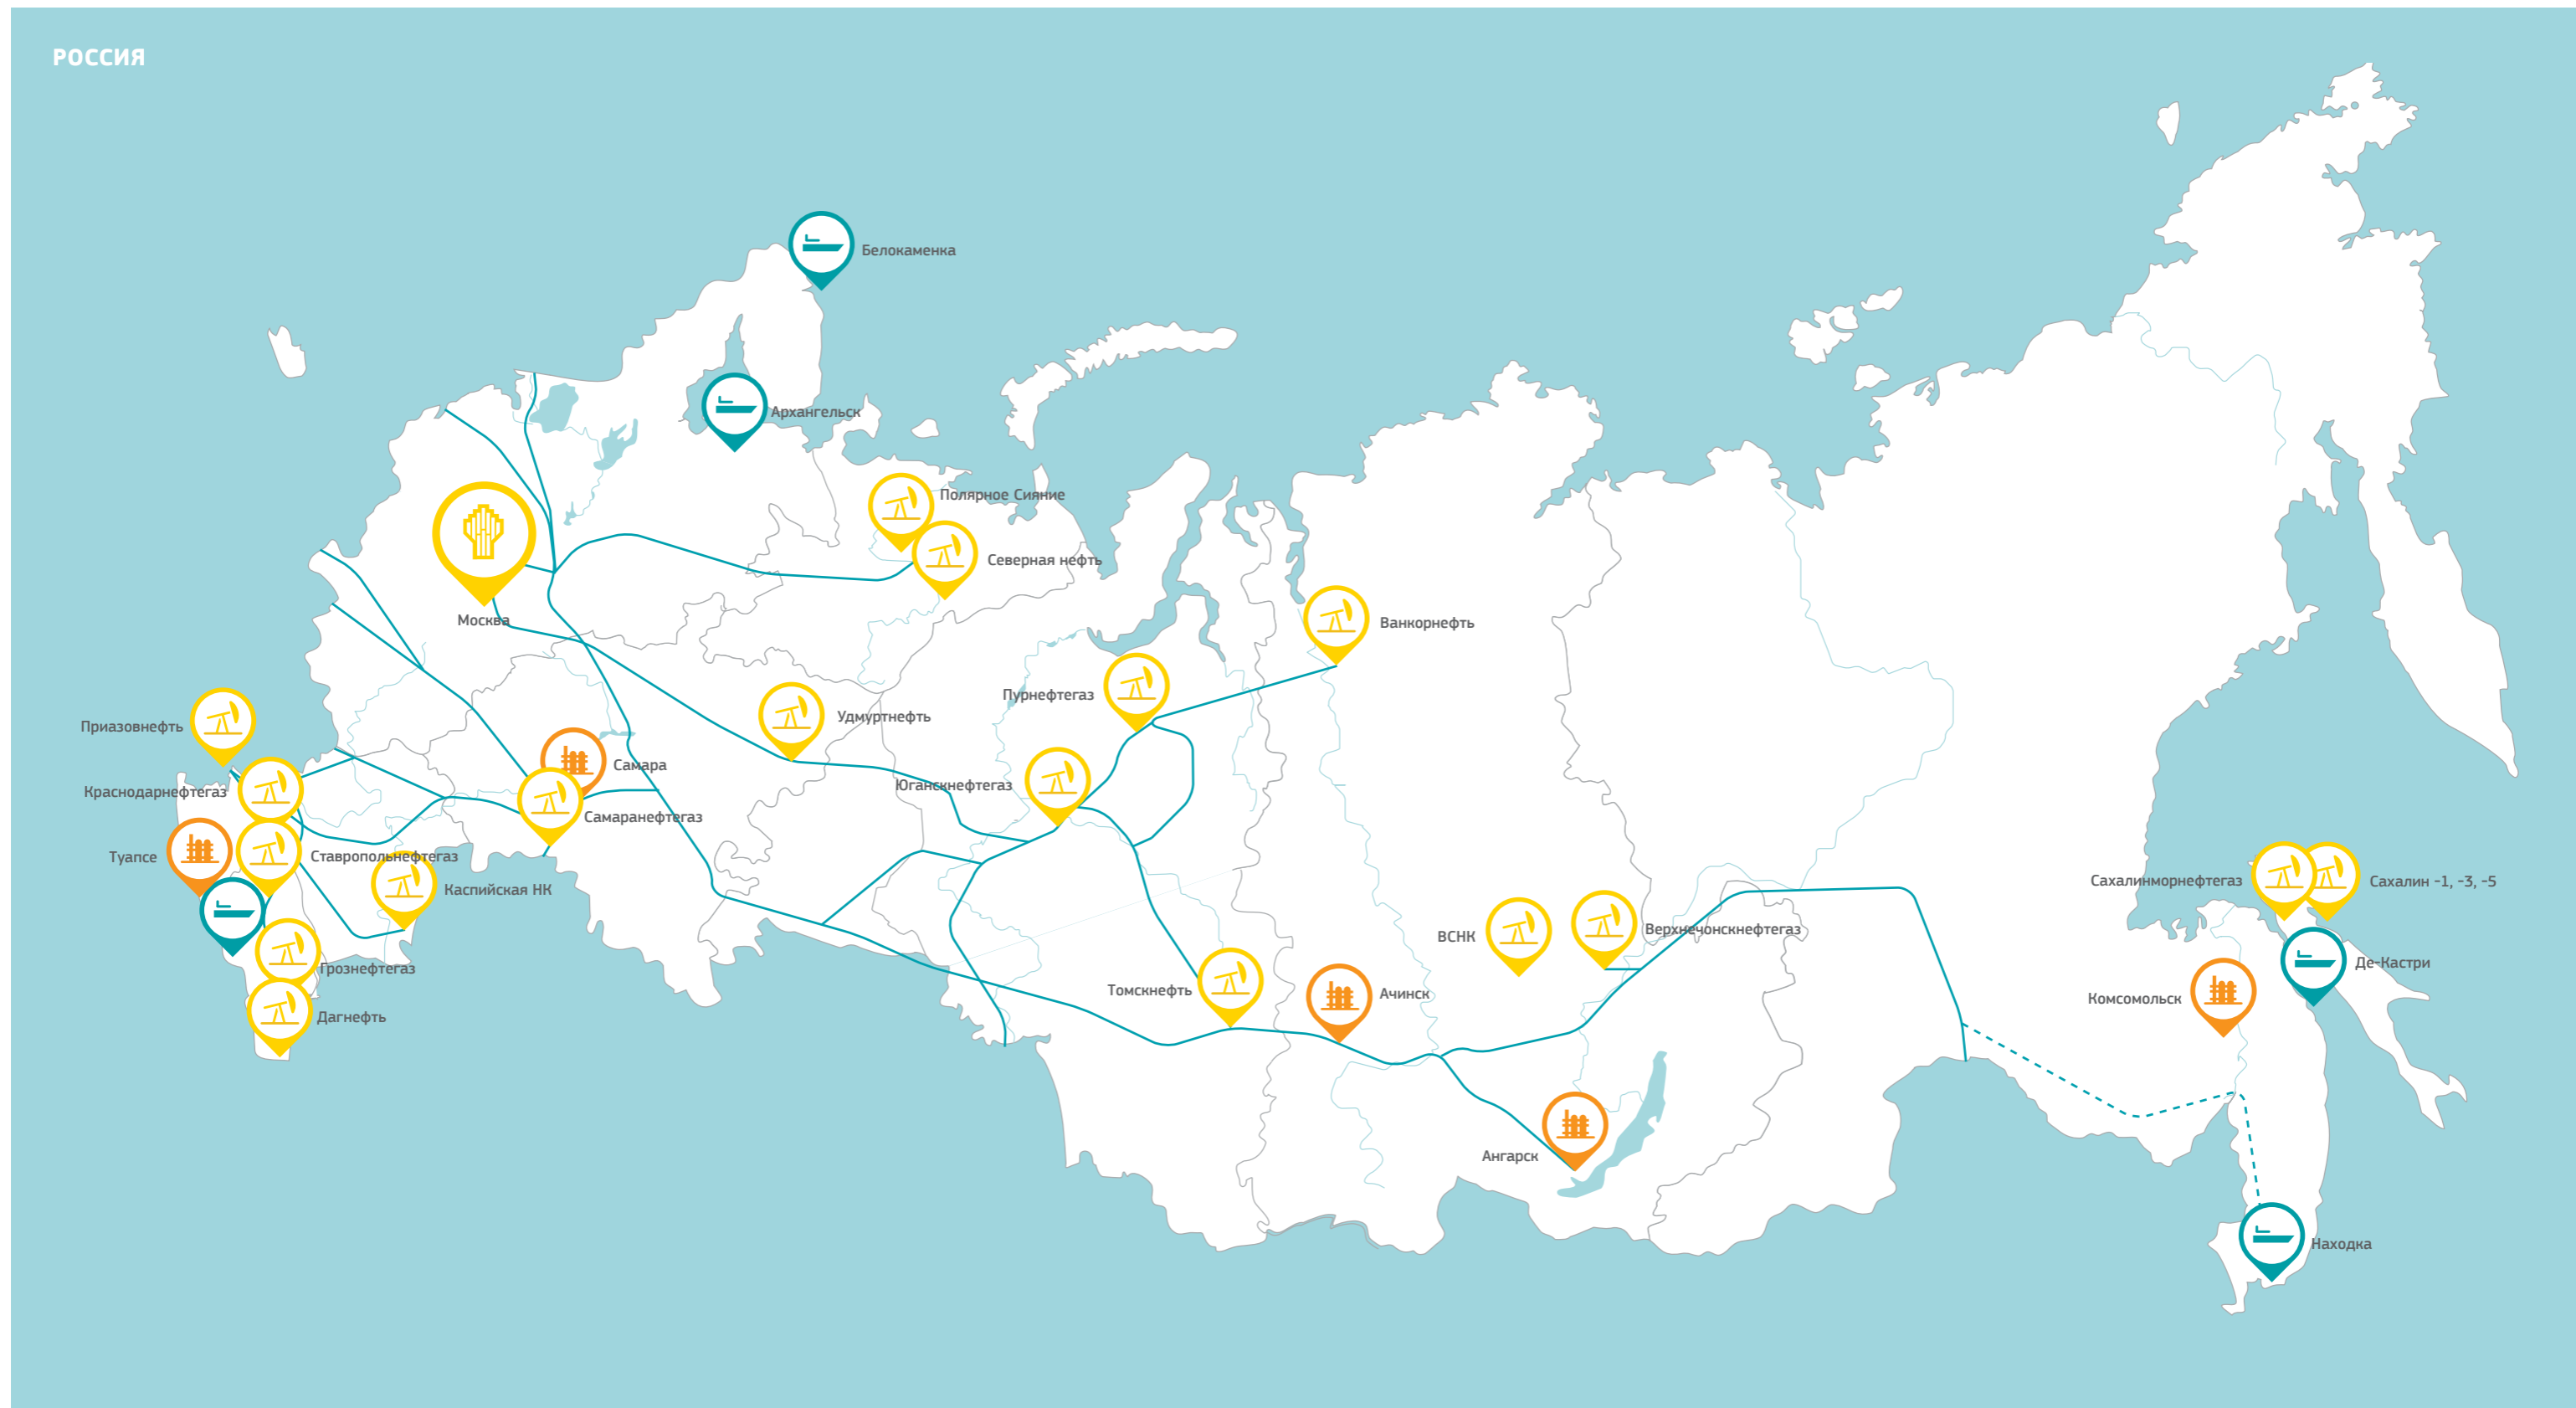 РОССИЯ
Белокаменка
Архангельск
Полярное Сияние
Северная нефть
Москва
Ванкорнефть
Пурнефтегаз
Удмуртнефть
Приазовнефть
Самара
Юганскнефтегаз
Краснодарнефтегаз
Самаранефтегаз
Туапсе
Ставропольнефтегаз
Каспийская НК
Сахалинморнефтегаз
Сахалин -1, -3, -5
ВСНК
Верхнечонскнефтегаз
Грознефтегаз
Де-Кастри
Томскнефть
Ачинск
Комсомольск
Дагнефть
Ангарск
Находка